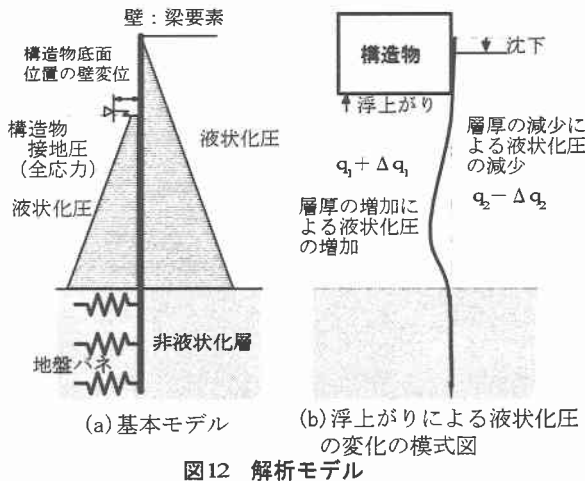 壁：梁要素
構造物底面
位置の壁変位
構造物
接地圧
(全応力)
液状化圧
液状化圧
地盤バネ
非液状化層
(a)基本モデル
構造物
沈下
浮上がり
q₁＋Δq₁
層厚の増加に
よる液状化圧
の増加
層厚の減少に
よる液状化圧
の減少
q₂－Δq₂
(b)浮上がりによる液状化圧
の変化の模式図
図12 解析モデル